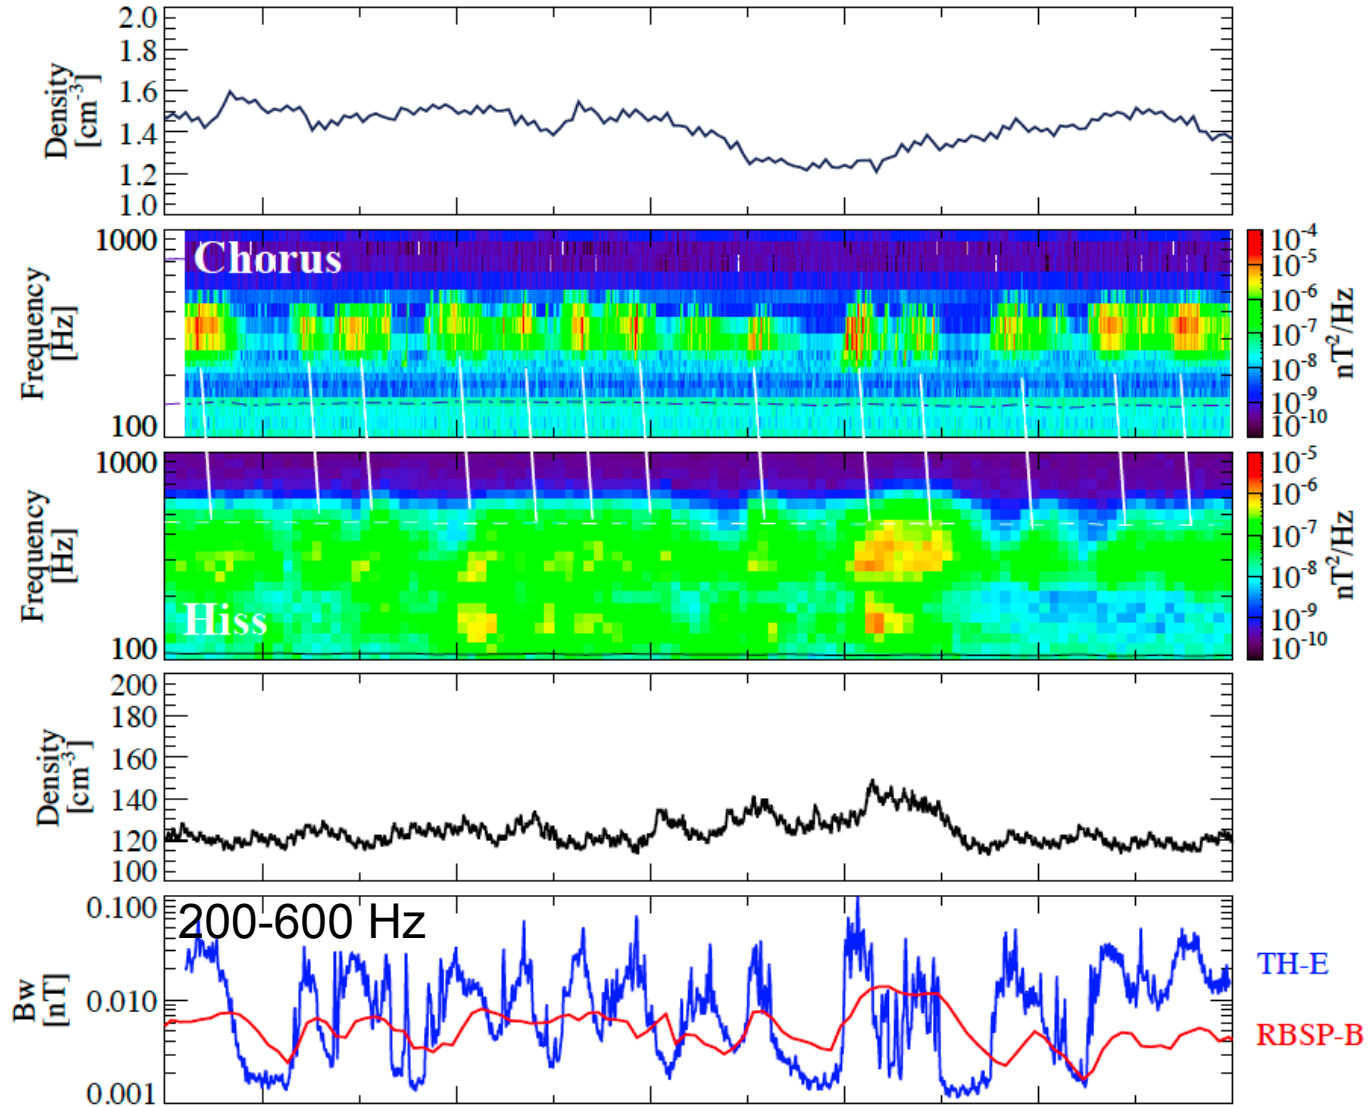 2.0
1.8
1.6
1.4
1.2
1.0
Density
[cm⁻³]
Chorus
1000
100
Frequency
[Hz]
10⁻⁴
10⁻⁵
10⁻⁶
10⁻⁷
10⁻⁸
10⁻⁹
10⁻¹⁰
nT²/Hz
Hiss
1000
100
Frequency
[Hz]
10⁻⁵
10⁻⁶
10⁻⁷
10⁻⁸
10⁻⁹
10⁻¹⁰
nT²/Hz
200
180
160
140
120
100
Density
[cm⁻³]
200-600 Hz
0.100
0.010
0.001
Bw
[nT]
TH-E
RBSP-B